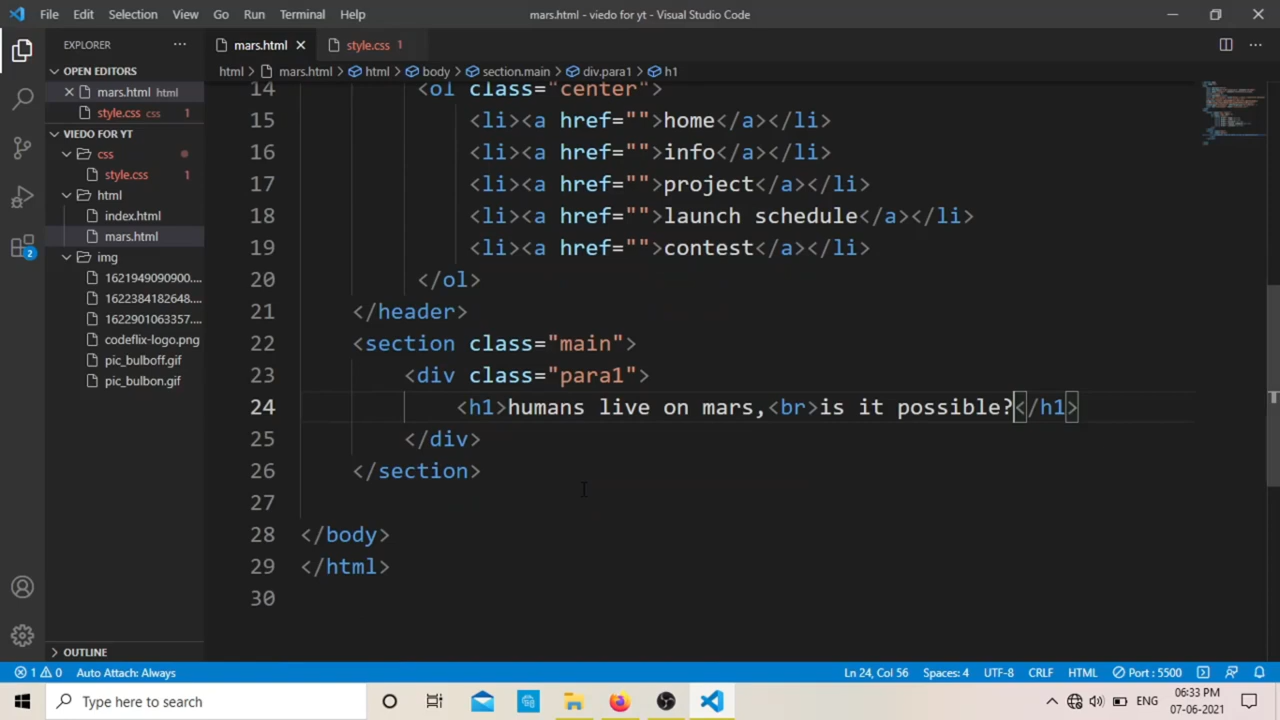 File Edit Selection View Go Run Terminal Help
mars.html - viedo for yt - Visual Studio Code
EXPLORER
mars.html
style.css 1
OPEN EDITORS
html > mars.html > html > body > section.main > div.para1 > h1
mars.html html
style.css css 1
VIEDO FOR YT
css
style.css 1
html
index.html
mars.html
img
1621949090900....
1622384182648....
1622901063357....
codeflix-logo.png
pic_bulboff.gif
pic_bulbon.gif
OUTLINE
2
14 <ol class="center">
15 <li><a href="">home</a></li>
16 <li><a href="">info</a></li>
17 <li><a href="">project</a></li>
18 <li><a href="">launch schedule</a></li>
19 <li><a href="">contest</a></li>
20 </ol>
21 </header>
22 <section class="main">
23 <div class="para1">
24 <h1>humans live on mars,<br>is it possible?</h1>
25 </div>
26 </section>
27
28 </body>
29 </html>
30
1 0 Auto Attach: Always Ln 24, Col 56 Spaces: 4 UTF-8 CRLF HTML Port : 5500
Type here to search
ENG
06:33 PM
07-06-2021